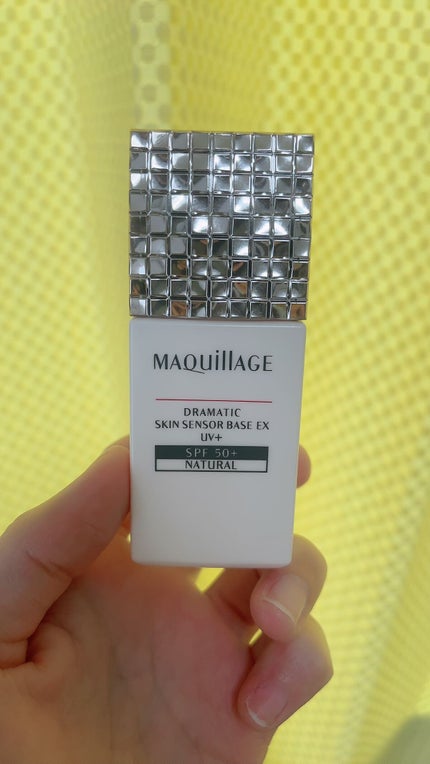 MAQuillAGE
DRAMATIC
SKIN SENSOR BASE EX
UV+
SPF 50+
NATURAL